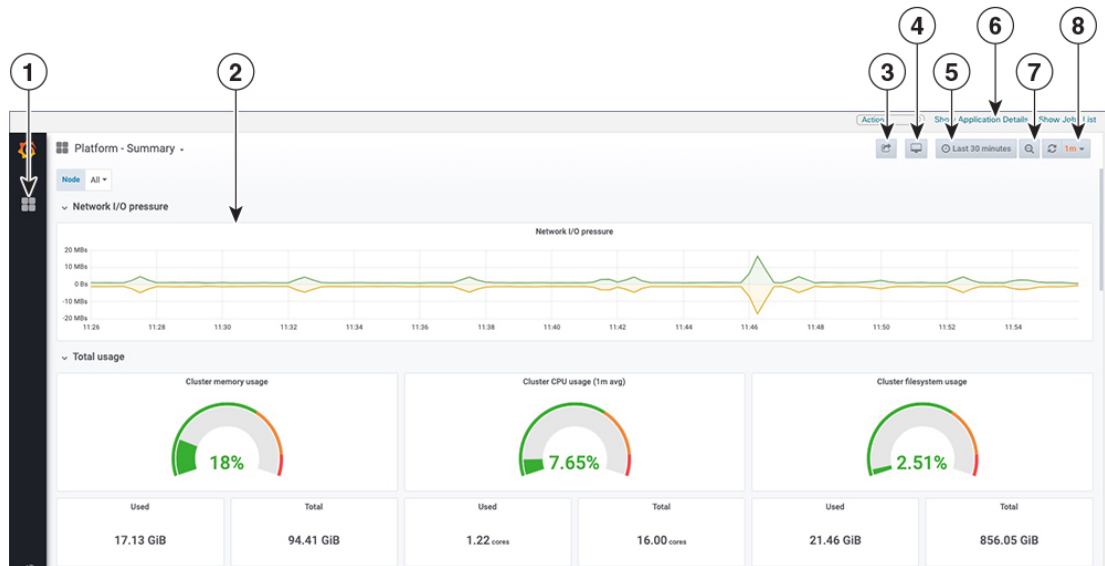 4 6 8
1 2 3 5 7
Action Show Application Details Show Job List
Platform - Summary
Last 30 minutes 1m
Node All
Network I/O pressure
Network I/O pressure
20 MBs
10 MBs
0 Bs
-10 MBs
-20 MBs
11:26 11:28 11:30 11:32 11:34 11:36 11:38 11:40 11:42 11:44 11:46 11:48 11:50 11:52 11:54
Total usage
Cluster memory usage Cluster CPU usage (1m avg) Cluster filesystem usage
18% 7.65% 2.51%
Used Total Used Total Used Total
17.13 GiB 94.41 GiB 1.22 cores 16.00 cores 21.46 GiB 856.05 GiB